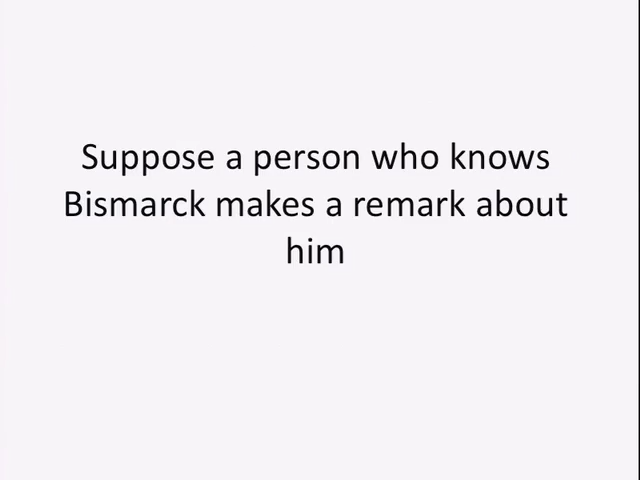 Suppose a person who knows
Bismarck makes a remark about
him